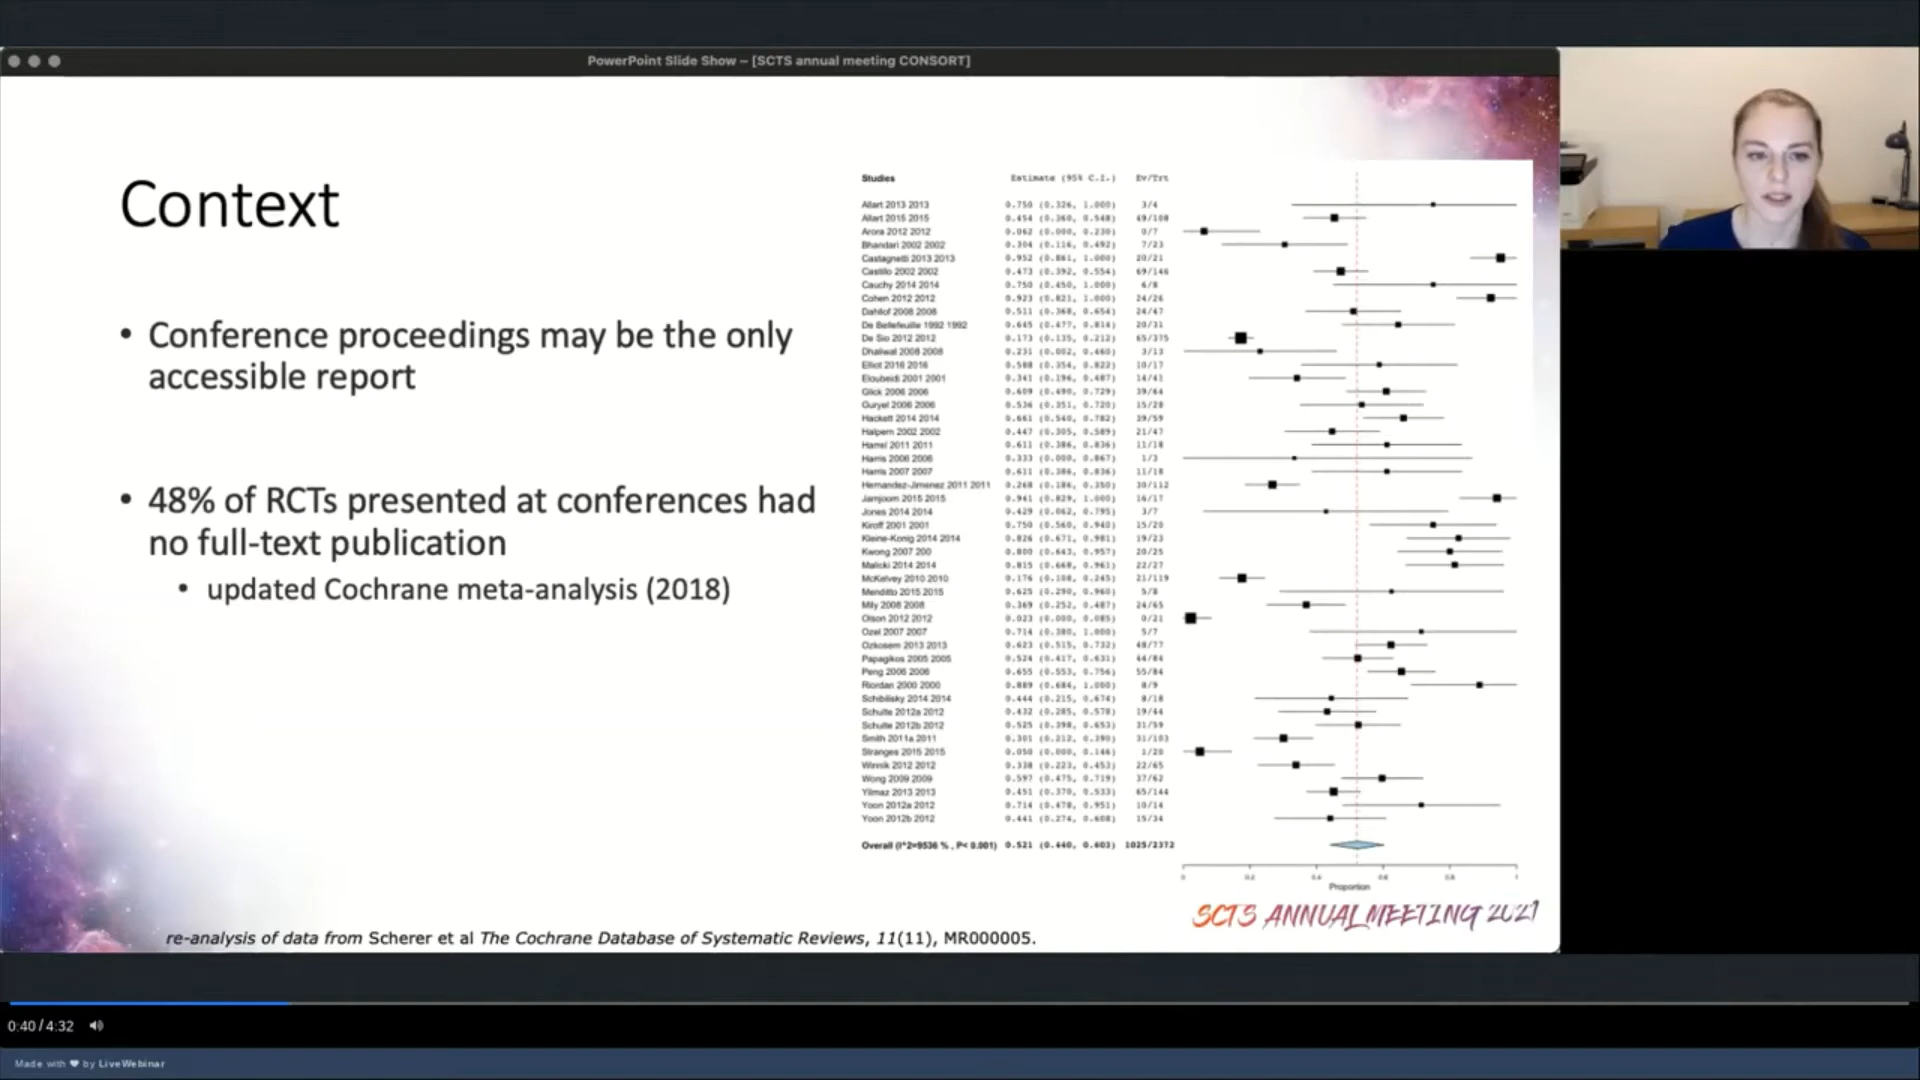 PowerPoint Slide Show – [SCTS annual meeting CONSORT]
Context
• Conference proceedings may be the only
accessible report
• 48% of RCTs presented at conferences had
no full-text publication
• updated Cochrane meta-analysis (2018)
Studies Estimate (95% C.I.) Ev/Trt
Allart 2013 2013 0.750 (0.326, 1.000) 3/4
Allart 2015 2015 0.454 (0.360, 0.548) 49/108
Arora 2012 2012 0.062 (0.000, 0.230) 0/7
Bhandari 2002 2002 0.304 (0.116, 0.492) 7/23
Castagnetti 2013 2013 0.952 (0.861, 1.000) 20/21
Castillo 2002 2002 0.473 (0.392, 0.554) 69/146
Cauchy 2014 2014 0.750 (0.450, 1.000) 6/8
Cohen 2012 2012 0.923 (0.821, 1.000) 24/26
Dahllof 2008 2008 0.511 (0.368, 0.654) 24/47
De Bellefeuille 1992 1992 0.645 (0.477, 0.814) 20/31
De Sio 2012 2012 0.173 (0.135, 0.212) 65/375
Dhaliwal 2008 2008 0.231 (0.002, 0.460) 3/13
Elliot 2016 2016 0.588 (0.354, 0.822) 10/17
Eloubeidi 2001 2001 0.341 (0.196, 0.487) 14/41
Glick 2006 2006 0.609 (0.490, 0.729) 39/64
Guryel 2006 2006 0.536 (0.351, 0.720) 15/28
Hackett 2014 2014 0.661 (0.540, 0.782) 39/59
Halpern 2002 2002 0.447 (0.305, 0.589) 21/47
Harrel 2011 2011 0.611 (0.386, 0.836) 11/18
Harris 2006 2006 0.333 (0.000, 0.867) 1/3
Harris 2007 2007 0.611 (0.386, 0.836) 11/18
Hernandez-Jimenez 2011 2011 0.268 (0.186, 0.350) 30/112
Jamjoom 2015 2015 0.941 (0.829, 1.000) 16/17
Jones 2014 2014 0.429 (0.062, 0.795) 3/7
Kiroff 2001 2001 0.750 (0.560, 0.940) 15/20
Kleine-Konig 2014 2014 0.826 (0.671, 0.981) 19/23
Kwong 2007 200 0.800 (0.643, 0.957) 20/25
Malicki 2014 2014 0.815 (0.668, 0.961) 22/27
McKelvey 2010 2010 0.176 (0.108, 0.245) 21/119
Menditto 2015 2015 0.625 (0.290, 0.960) 5/8
Mily 2008 2008 0.369 (0.252, 0.487) 24/65
Olson 2012 2012 0.023 (0.000, 0.085) 0/21
Ozel 2007 2007 0.714 (0.380, 1.000) 5/7
Ozkosem 2013 2013 0.623 (0.515, 0.732) 48/77
Papagikos 2005 2005 0.524 (0.417, 0.631) 44/84
Peng 2006 2006 0.655 (0.553, 0.756) 55/84
Riordan 2000 2000 0.889 (0.684, 1.000) 8/9
Schibilsky 2014 2014 0.444 (0.215, 0.674) 8/18
Schulte 2012a 2012 0.432 (0.285, 0.578) 19/44
Schulte 2012b 2012 0.525 (0.398, 0.653) 31/59
Smith 2011a 2011 0.301 (0.212, 0.390) 31/103
Stranges 2015 2015 0.050 (0.000, 0.146) 1/20
Winnik 2012 2012 0.338 (0.223, 0.453) 22/65
Wong 2009 2009 0.597 (0.475, 0.719) 37/62
Yilmaz 2013 2013 0.451 (0.370, 0.533) 65/144
Yoon 2012a 2012 0.714 (0.478, 0.951) 10/14
Yoon 2012b 2012 0.441 (0.274, 0.608) 15/34
Overall (I^2=9536 % , P< 0.001) 0.521 (0.440, 0.603) 1025/2372
0 0.2 0.4 0.6 0.8 1
Proportion
SCTS ANNUAL MEETING 2021
re-analysis of data from Scherer et al The Cochrane Database of Systematic Reviews, 11(11), MR000005.
0:40 / 4:32
Made with ❤ by LiveWebinar